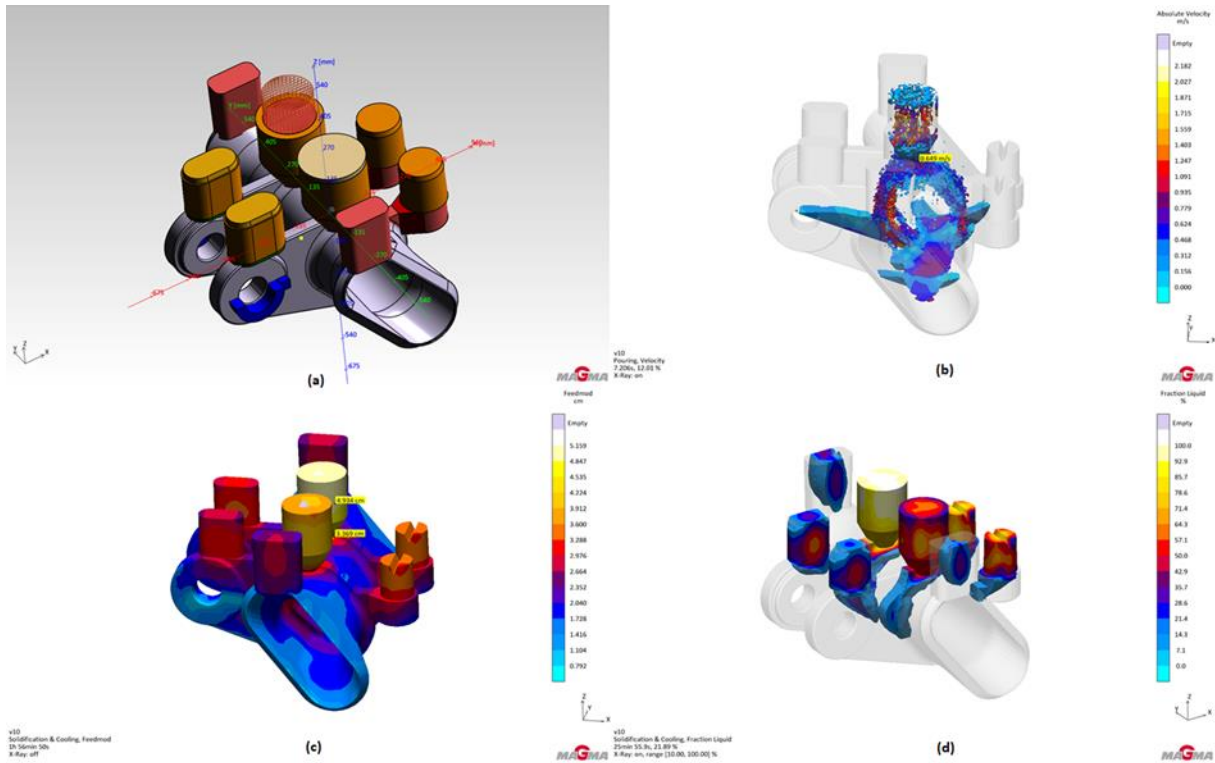 Z [mm]
540
Y [mm]
540
405
405
270
270
135
135
-135
-270
-405
-540
-540
-675
-675
Z
Y
X
(a)
MAGMA
Absolute Velocity
m/s
Empty
2.182
2.027
1.871
1.715
1.559
1.403
1.247
1.091
0.935
0.779
0.624
0.468
0.312
0.156
0.000
0.649 m/s
Z
Y
X
v10
Pouring, Velocity
7.206s, 12.01 %
X-Ray: on
(b)
MAGMA
Feedmod
cm
Empty
5.159
4.847
4.535
4.224
3.912
3.600
3.288
2.976
2.664
2.352
2.040
1.728
1.416
1.104
0.792
4.934 cm
3.369 cm
Z
Y
X
v10
Solidification & Cooling, Feedmod
1h 56min 50s
X-Ray: off
(c)
MAGMA
Fraction Liquid
%
Empty
100.0
92.9
85.7
78.6
71.4
64.3
57.1
50.0
42.9
35.7
28.6
21.4
14.3
7.1
0.0
Z
Y
X
v10
Solidification & Cooling, Fraction Liquid
25min 55.9s, 21.89 %
X-Ray: on, range [10.00, 100.00] %
(d)
MAGMA